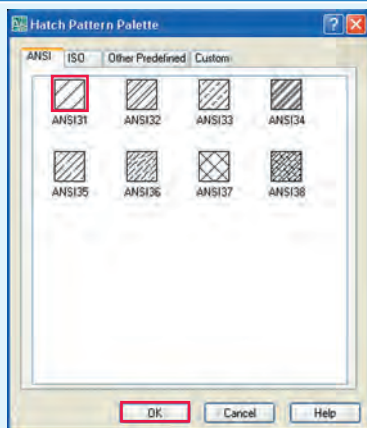 Hatch Pattern Palette
ANSI ISO Other Predefined Custom
ANSI31 ANSI32 ANSI33 ANSI34
ANSI35 ANSI36 ANSI37 ANSI38
OK Cancel Help